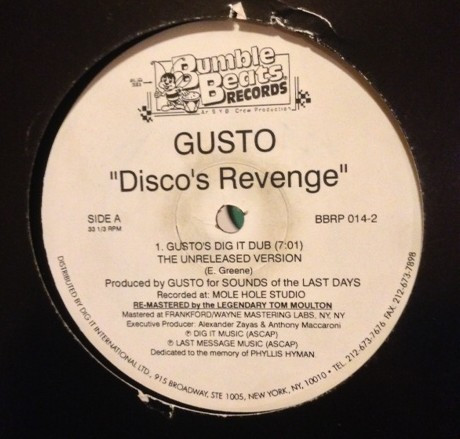 Bumble
Beats
RECORDS
A S.Y.B. Crew Production
GUSTO
"Disco's Revenge"
SIDE A
33 1/3 RPM
BBRP 014-2
1. GUSTO'S DIG IT DUB (7:01)
THE UNRELEASED VERSION
(E. Greene)
Produced by GUSTO for SOUNDS of the LAST DAYS
Recorded at: MOLE HOLE STUDIO
RE-MASTERED by the LEGENDARY TOM MOULTON
Mastered at FRANKFORD/WAYNE MASTERING LABS, NY, NY
Executive Producer: Alexander Zayas & Anthony Maccaroni
℗ DIG IT MUSIC (ASCAP)
℗ LAST MESSAGE MUSIC (ASCAP)
Dedicated to the memory of PHYLLIS HYMAN
DISTRIBUTED BY DIG IT INTERNATIONAL LTD., 915 BROADWAY, STE 1005, NEW YORK, NY, 10010 • TEL. 212-673-7676 FAX. 212-673-7898